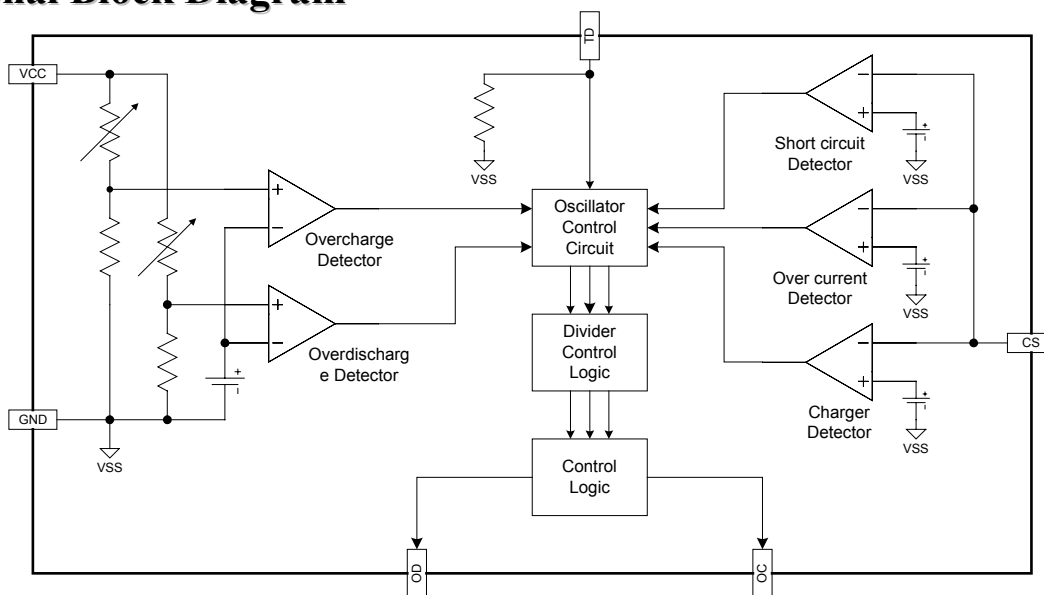 nal Block Diagram
TD
VCC
VSS
Short circuit
Detector
VSS
Oscillator
Control
Circuit
Overcharge
Detector
Over current
Detector
VSS
Divider
Control
Logic
Overdischarg
e Detector
CS
GND
VSS
Charger
Detector
VSS
Control
Logic
OD
OC